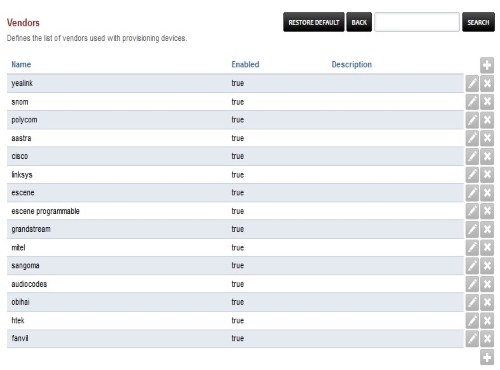 Vendors RESTORE DEFAULT BACK SEARCH
Defines the list of vendors used with provisioning devices.
Name Enabled Description
yealink true
snom true
polycom true
aastra true
cisco true
linksys true
escene true
escene programmable true
grandstream true
mitel true
sangoma true
audiocodes true
obihai true
htek true
fanvil true